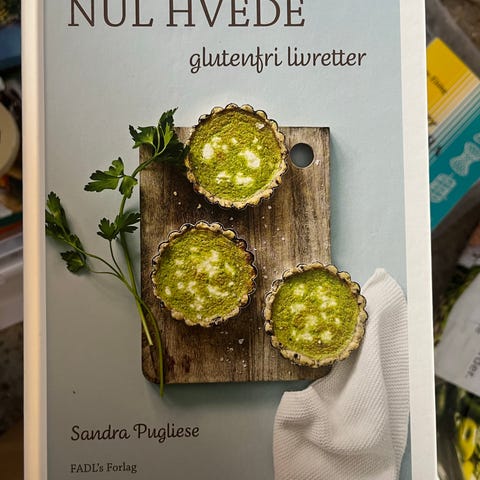 NUL HVEDE
glutenfri livretter
Sandra Pugliese
FADL's Forlag